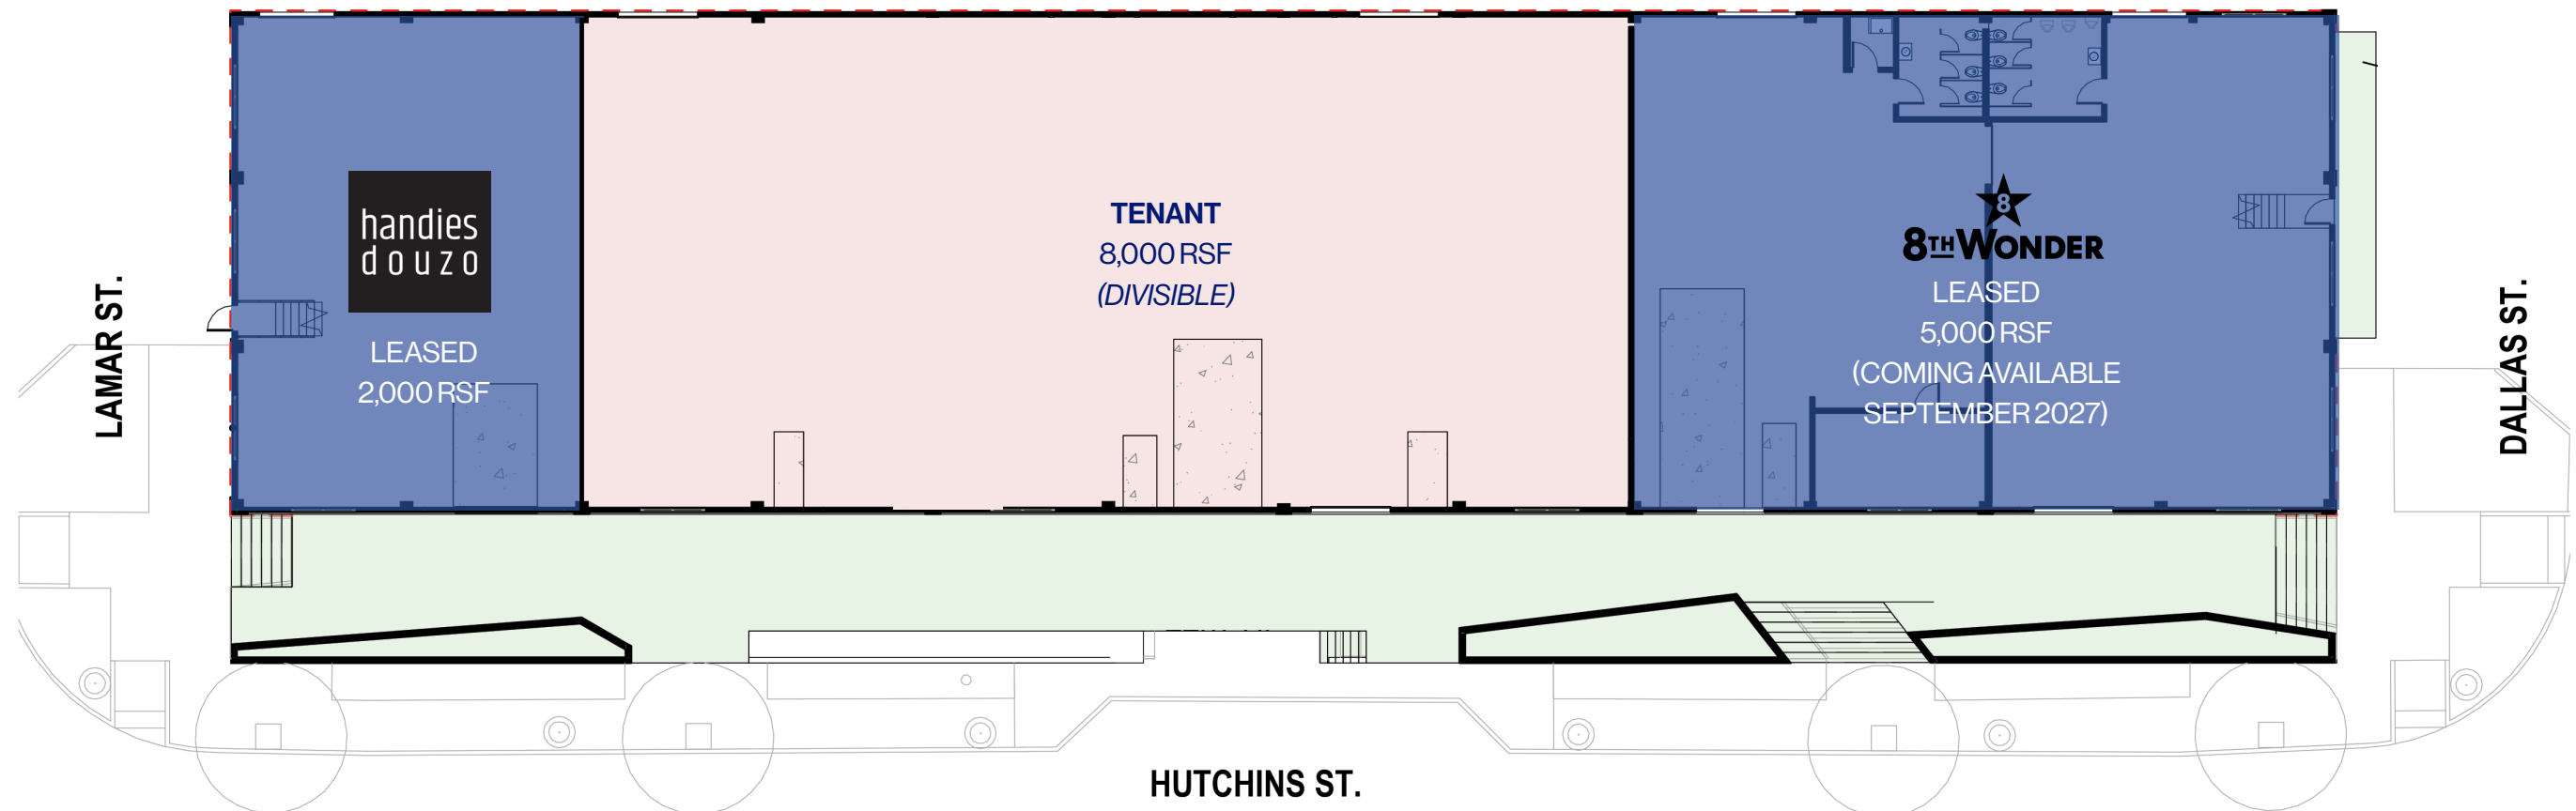 LAMAR ST.
handies
douzo
LEASED
2,000 RSF
TENANT
8,000 RSF
(DIVISIBLE)
8
8TH WONDER
LEASED
5,000 RSF
(COMING AVAILABLE
SEPTEMBER 2027)
DALLAS ST.
HUTCHINS ST.